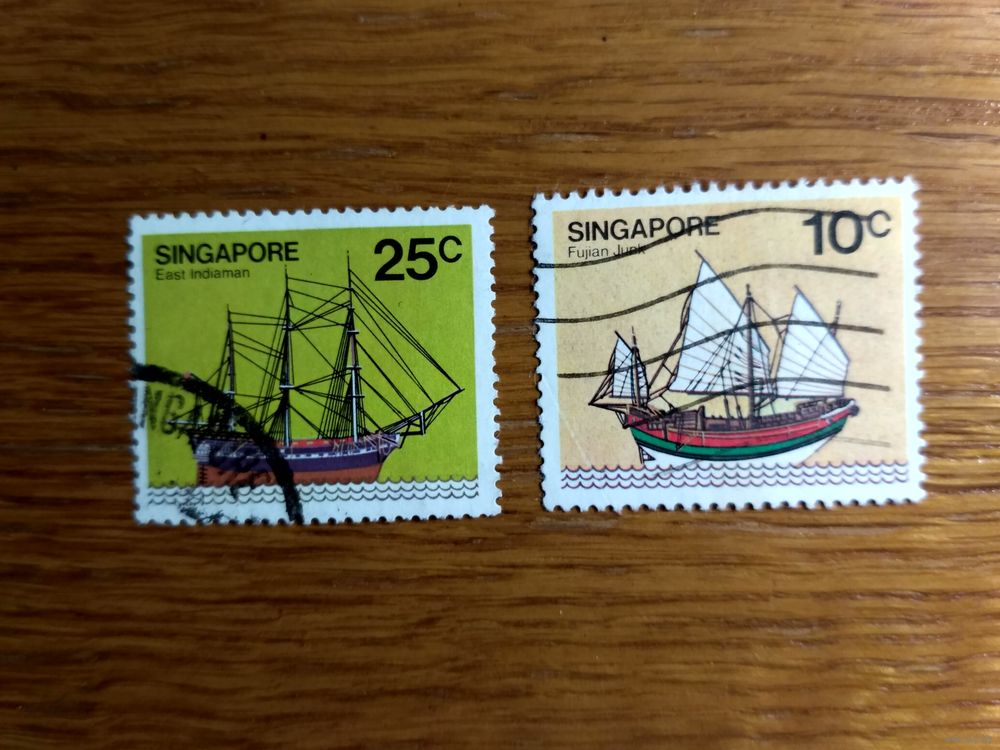 SINGAPORE 25C
East Indiaman
SINGAPORE 10C
Fujian Junk